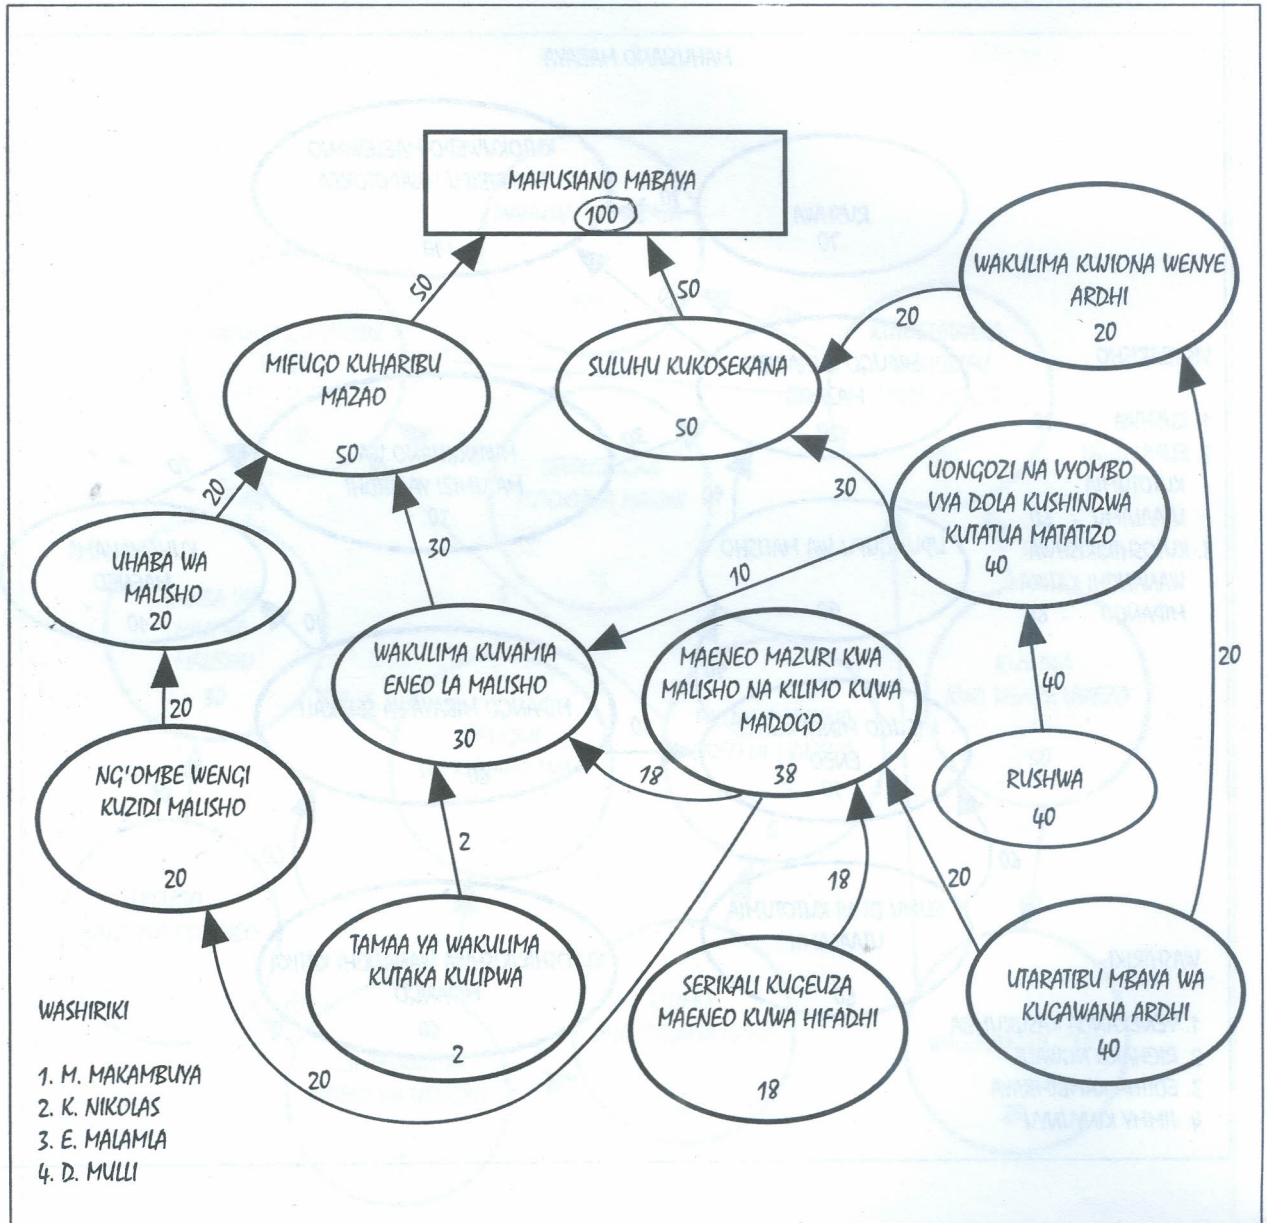 MAHUSIANO MABAYA
100
50
50
WAKULIMA KUJIONA WENYE
ARDHI
20
20
MIFUGO KUHARIBU
MAZAO
50
SULUHU KUKOSEKANA
50
UONGOZI NA VYOMBO
VYA DOLA KUSHINDWA
KUTATUA MATATIZO
40
30
20
30
10
UHABA WA
MALISHO
20
WAKULIMA KUVAMIA
ENEO LA MALISHO
30
MAENEO MAZURI KWA
MALISHO NA KILIMO KUWA
MADOGO
38
40
20
20
18
NG'OMBE WENGI
KUZIDI MALISHO
20
RUSHWA
40
2
18
20
TAMAA YA WAKULIMA
KUTAKA KULIPWA
2
SERIKALI KUGEUZA
MAENEO KUWA HIFADHI
18
UTARATIBU MBAYA WA
KUGAWANA ARDHI
40
20
WASHIRIKI
1. M. MAKAMBUYA
2. K. NIKOLAS
3. E. MALAMLA
4. D. MULLI